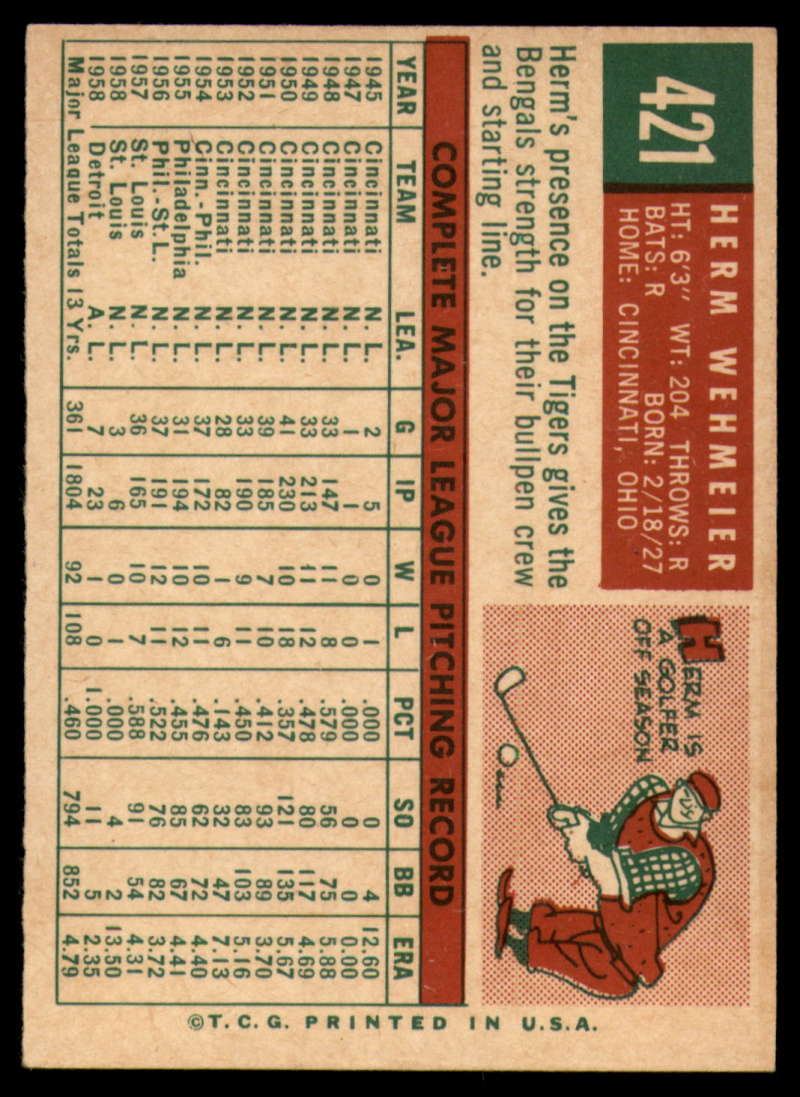 421
HERM WEHMEIER
HT: 6'3" WT: 204 THROWS: R
BATS: R BORN: 2/18/27
HOME: CINCINNATI, OHIO
Herm's presence on the Tigers gives the
Bengals strength for their bullpen crew
and starting line.
HERM IS
A GOLFER
OFF SEASON
COMPLETE MAJOR LEAGUE PITCHING RECORD
YEAR TEAM LEA. G IP W L PCT SO BB ERA
1945 Cincinnati N. L. 2 5 0 1 .000 0 4 12.60
1947 Cincinnati N. L. 1 1 0 0 .000 0 0 0.00
1948 Cincinnati N. L. 33 147 11 8 .579 56 75 5.88
1949 Cincinnati N. L. 33 213 11 12 .478 80 117 4.69
1950 Cincinnati N. L. 41 230 10 18 .357 121 135 5.67
1951 Cincinnati N. L. 39 185 7 10 .412 93 89 3.70
1952 Cincinnati N. L. 33 190 9 11 .450 83 103 5.16
1953 Cincinnati N. L. 28 82 1 6 .143 32 47 7.13
1954 Cinn.-Phil. N. L. 37 172 10 11 .476 62 72 4.40
1955 Philadelphia N. L. 31 194 10 12 .455 85 67 4.41
1956 Phil.-St.L. N. L. 37 191 12 11 .522 76 82 3.72
1957 St. Louis N. L. 36 165 10 7 .588 91 54 4.31
1958 St. Louis N. L. 3 6 0 1 .000 4 2 13.50
1958 Detroit A. L. 7 23 1 0 1.000 11 5 2.35
Major League Totals 13 Yrs. 361 1804 92 108 .460 794 852 4.79
©T.C.G. PRINTED IN U.S.A.